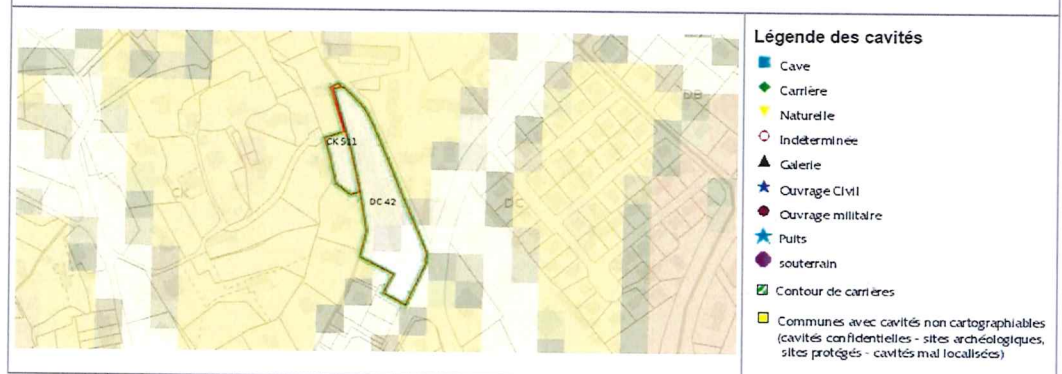 CK 511
DC 42
CK
DC
Légende des cavités
Cave
Carrière
Naturelle
Indéterminée
Galerie
Ouvrage Civil
Ouvrage militaire
Puits
souterrain
Contour de carrières
Communes avec cavités non cartographiables
(cavités confidentielles - sites archéologiques,
sites protégés - cavités mal localisées)